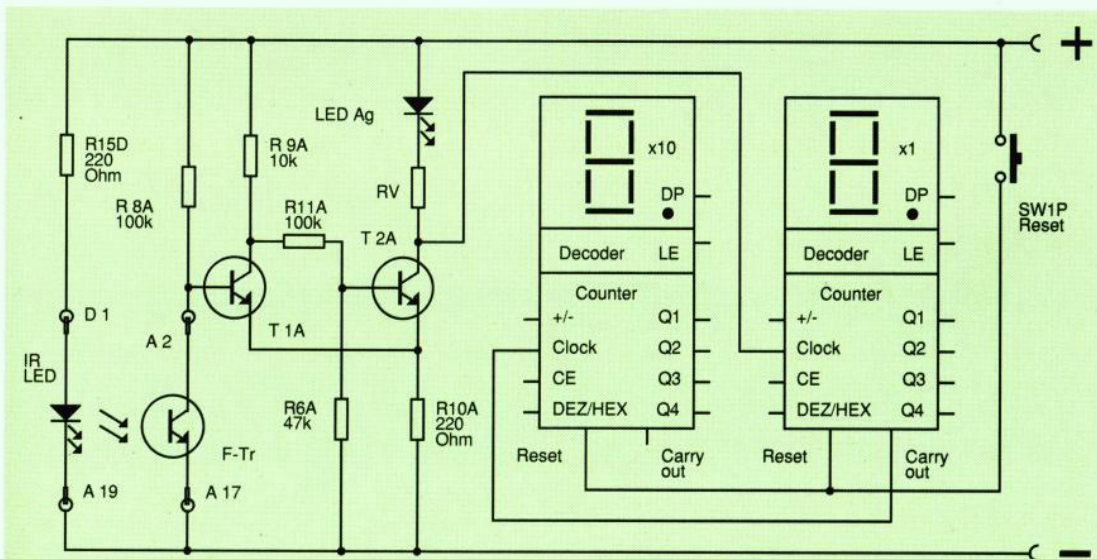 +
LED Ag
R15D
220
Ohm
R 9A
10k
R 8A
100k
R11A
100k
RV
T 2A
T 1A
D 1
A 2
IR
LED
F-Tr
A 19
A 17
R6A
47k
R10A
220
Ohm
x10
DP
Decoder LE
Counter
+/- Q1
Clock Q2
CE Q3
DEZ/HEX Q4
Reset
Carry
out
x1
DP
Decoder LE
Counter
+/- Q1
Clock Q2
CE Q3
DEZ/HEX Q4
Reset
Carry
out
SW1P
Reset
−